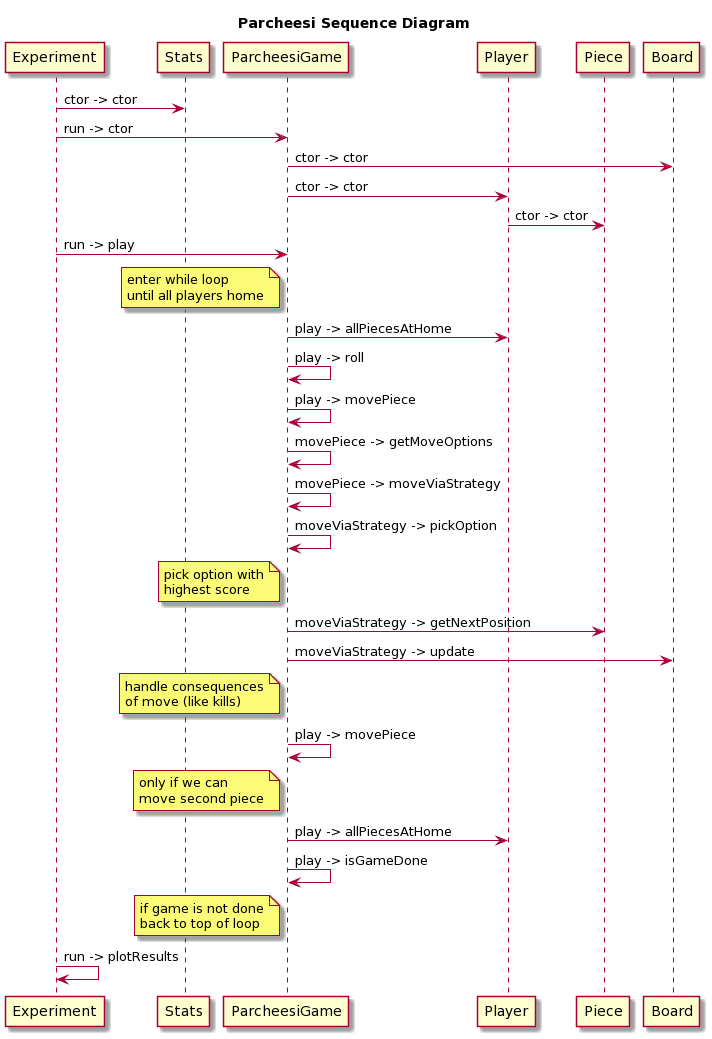 Parcheesi Sequence Diagram
Experiment Stats ParcheesiGame Player Piece Board
ctor -> ctor
run -> ctor
ctor -> ctor
ctor -> ctor
ctor -> ctor
run -> play
enter while loop
until all players home
play -> allPiecesAtHome
play -> roll
play -> movePiece
movePiece -> getMoveOptions
movePiece -> moveViaStrategy
moveViaStrategy -> pickOption
pick option with
highest score
moveViaStrategy -> getNextPosition
moveViaStrategy -> update
handle consequences
of move (like kills)
play -> movePiece
only if we can
move second piece
play -> allPiecesAtHome
play -> isGameDone
if game is not done
back to top of loop
run -> plotResults
Experiment Stats ParcheesiGame Player Piece Board